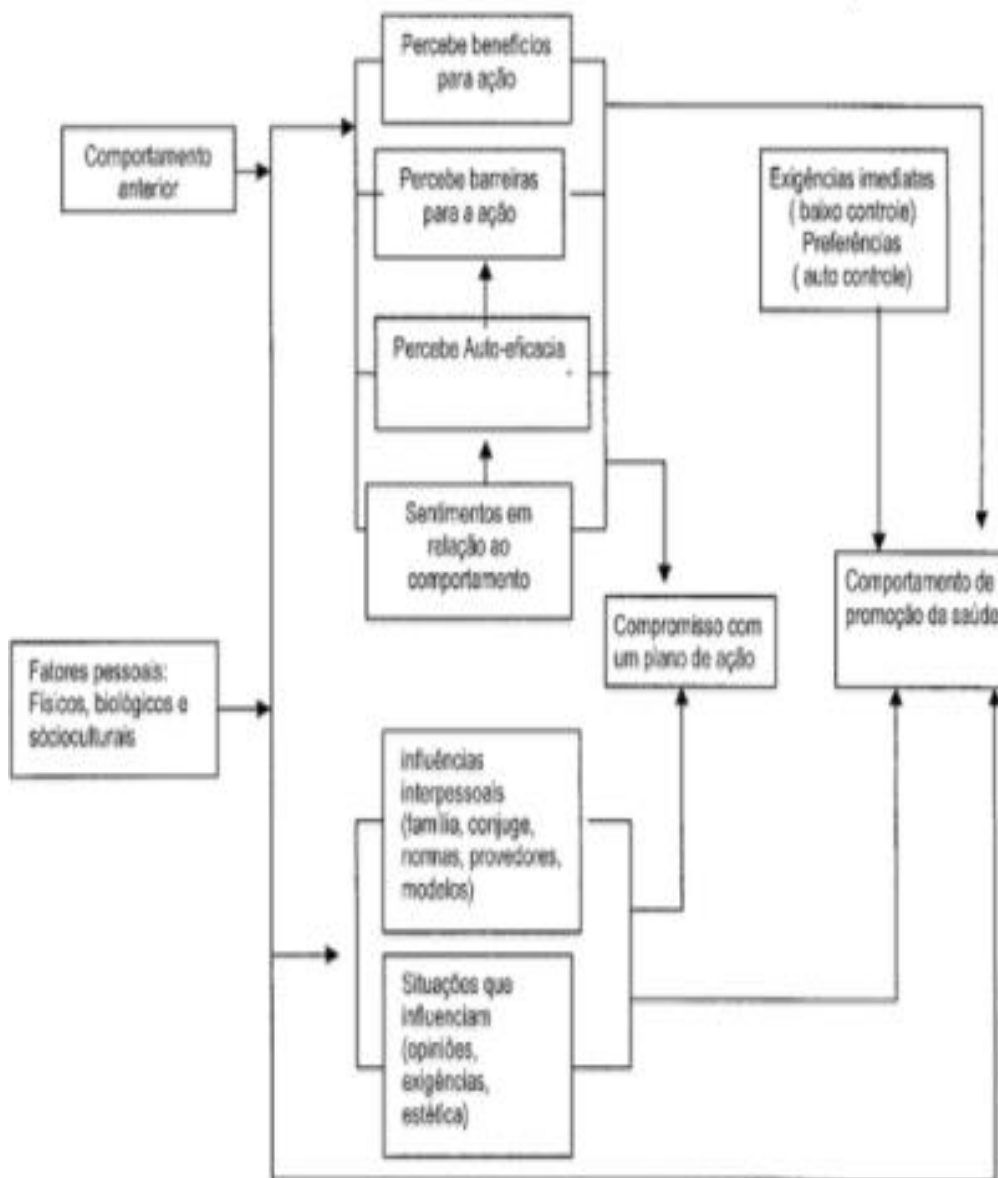 Percebe benefícios
para ação
Comportamento
anterior
Percebe barreiras
para a ação
Exigências imediatas
( baixo controle)
Preferências
( auto controle)
Percebe Auto-eficacia
Sentimentos em
relação ao
comportamento
Comportamento de
promoção da saúde
Compromisso com
um plano de ação
Fatores pessoais:
Físicos, biológicos e
sócioculturais
Influências
interpessoais
(família, conjuge,
normas, provedores,
modelos)
Situações que
influenciam
(opiniões,
exigências,
estética)